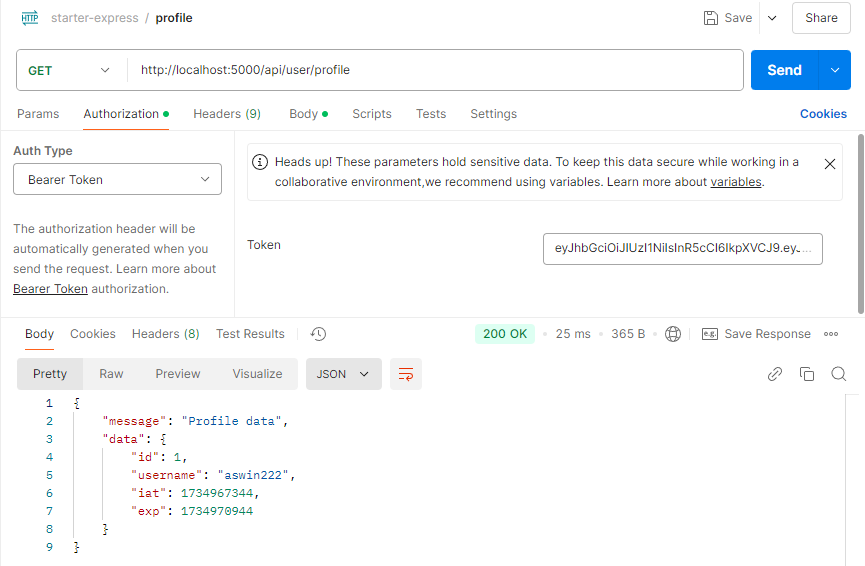 HTTP starter-express / profile Save Share
GET http://localhost:5000/api/user/profile Send
Params Authorization Headers (9) Body Scripts Tests Settings Cookies
Auth Type
Bearer Token
The authorization header will be
automatically generated when you
send the request. Learn more about
Bearer Token authorization.
Heads up! These parameters hold sensitive data. To keep this data secure while working in a
collaborative environment,we recommend using variables. Learn more about variables.
Token eyJhbGciOiJIUzI1NiIsInR5cCI6IkpXVCJ9.eyJ...
Body Cookies Headers (8) Test Results 200 OK 25 ms 365 B e.g. Save Response
Pretty Raw Preview Visualize JSON
1 {
2 "message": "Profile data",
3 "data": {
4 "id": 1,
5 "username": "aswin222",
6 "iat": 1734967344,
7 "exp": 1734970944
8 }
9 }